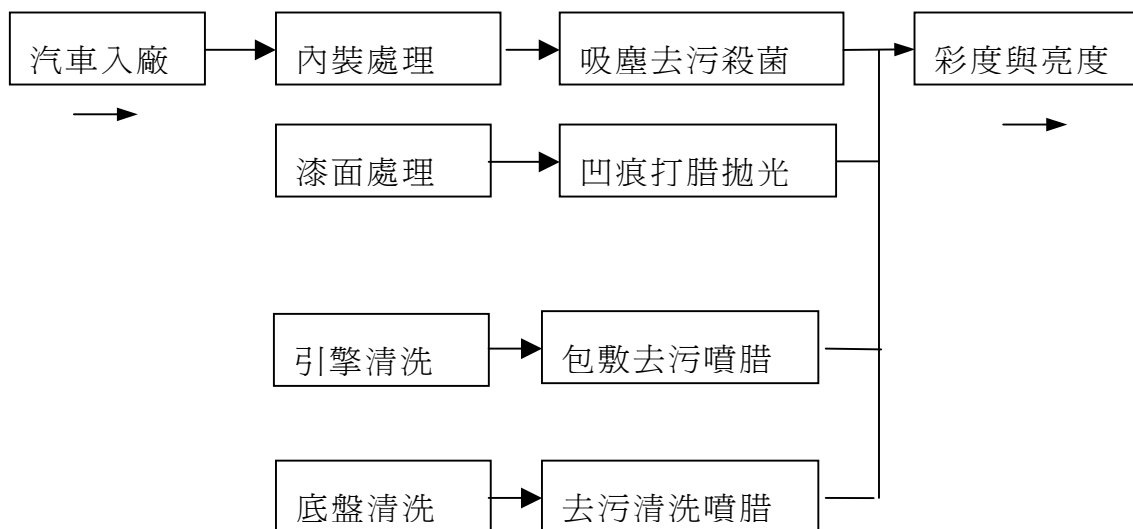 汽車入廠
內裝處理
吸塵去污殺菌
彩度與亮度
漆面處理
凹痕打腊拋光
引擎清洗
包敷去污噴腊
底盤清洗
去污清洗噴腊